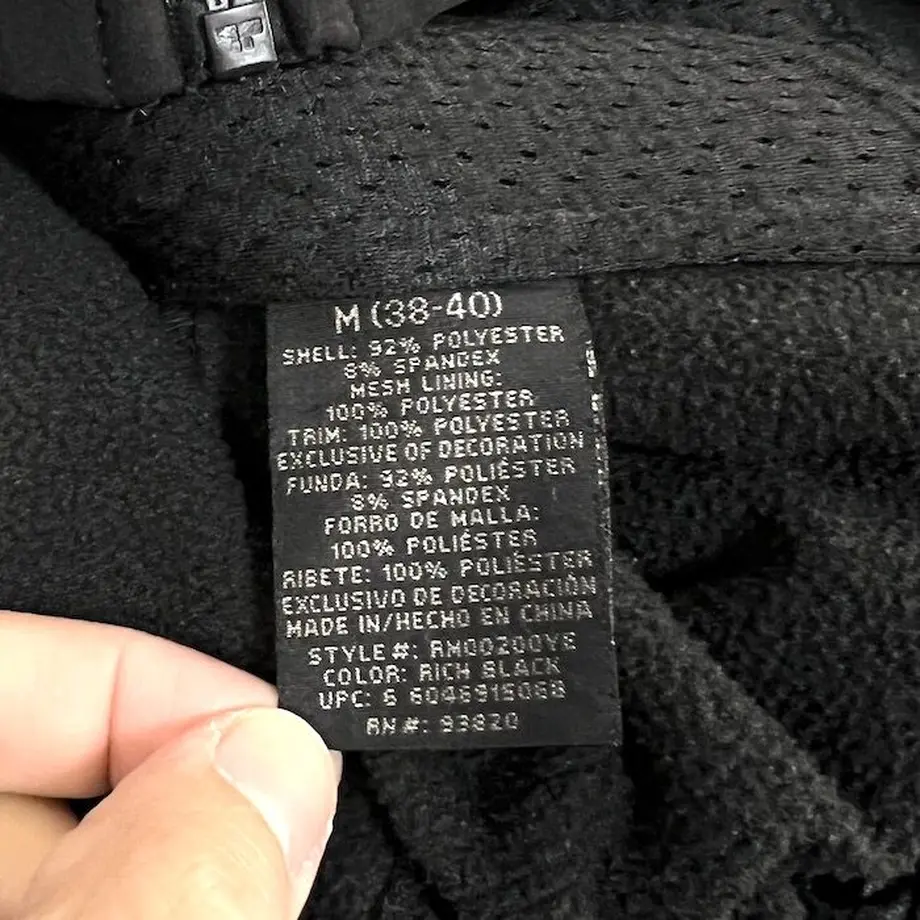 M (38-40)
SHELL: 92% POLYESTER
8% SPANDEX
MESH LINING:
100% POLYESTER
TRIM: 100% POLYESTER
EXCLUSIVE OF DECORATION
FUNDA: 92% POLIÉSTER
8% SPANDEX
FORRO DE MALLA:
100% POLIÉSTER
RIBETE: 100% POLIÉSTER
EXCLUSIVO DE DECORACIÓN
MADE IN/HECHO EN CHINA
STYLE#:
COLOR: RICH BLACK
UPC: 6
RN#: 93820